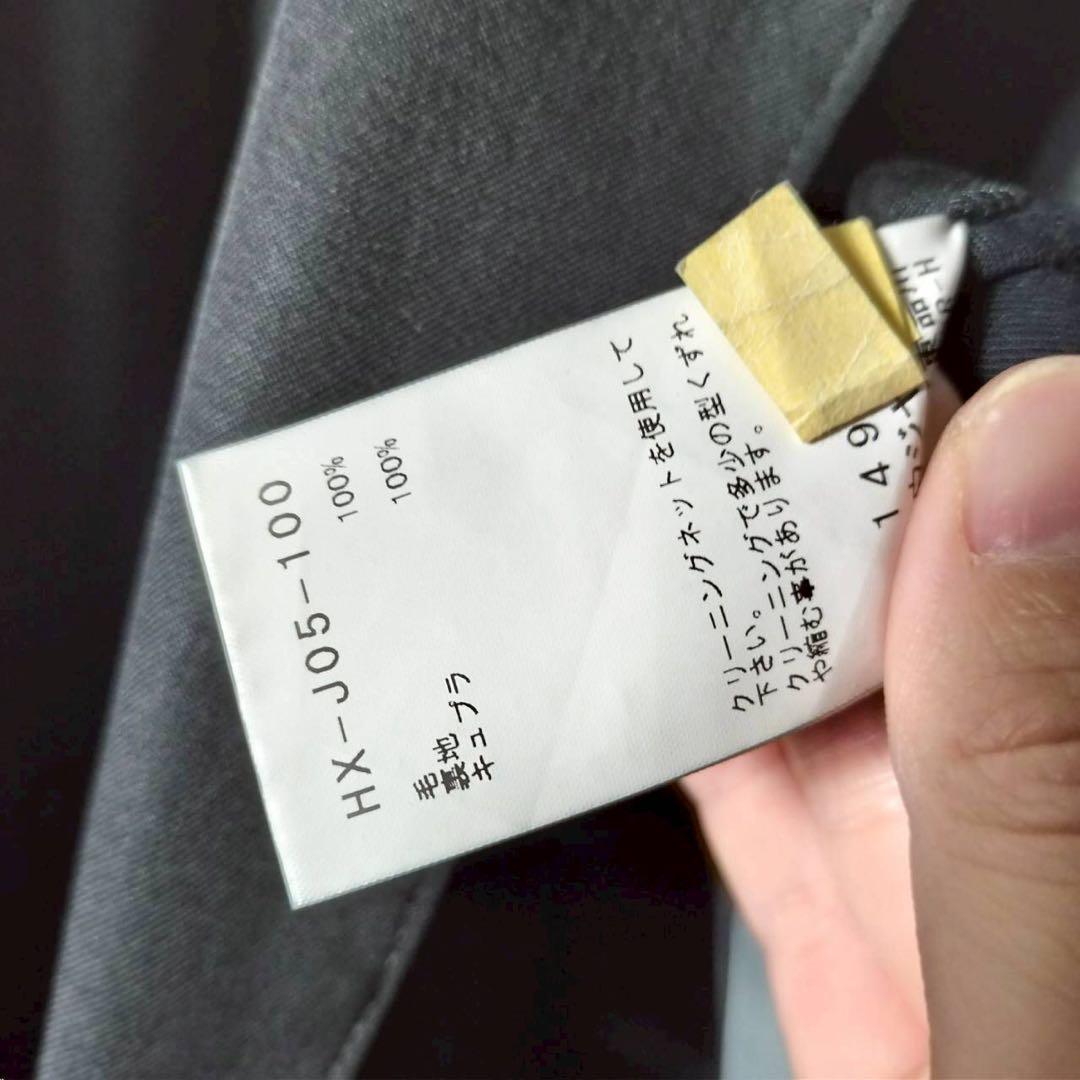 HX-J05-100
毛 100%
裏地
キュプラ 100%
クリーニングネットを使用して
下さい。
クリーニングで多少の型くずれ
や縮む事があります。
149